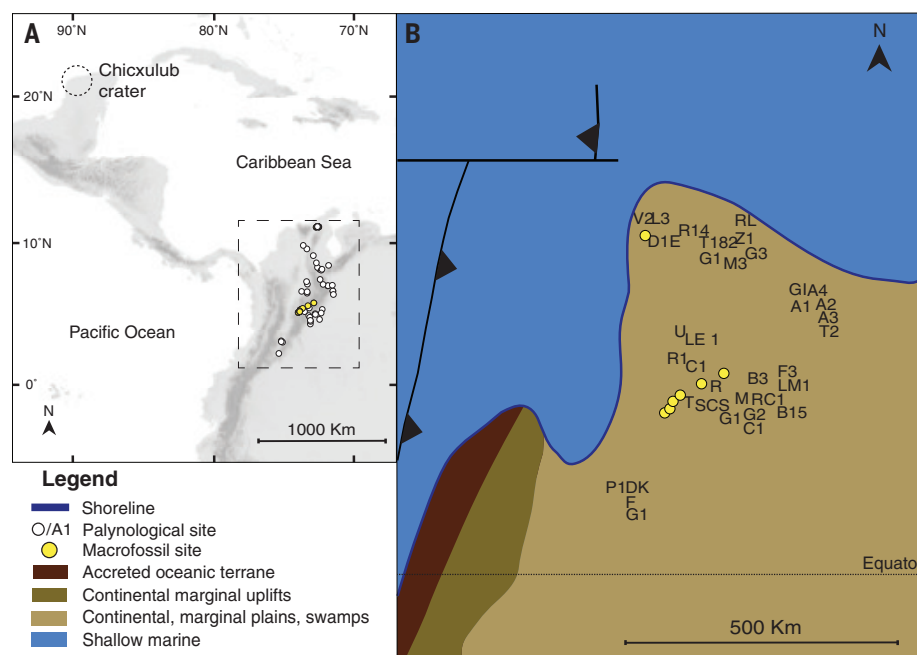 A
90°W 80°W 70°W
Chicxulub
crater
20°N
Caribbean Sea
10°N
Pacific Ocean
0°
N
1000 Km
Legend
Shoreline
/A1 Palynological site
Macrofossil site
Accreted oceanic terrane
Continental marginal uplifts
Continental, marginal plains, swamps
Shallow marine
B
N
V2L3 R14 RL
D1E T182 Z1
G1 M3 G3
GIA4
A1 A2
A3
T2
U
LE 1
R1
C1
R B3 F3
LM1
TSCS M RC1
G1 G2 B15
C1
P1DK
F
G1
Equato
500 Km